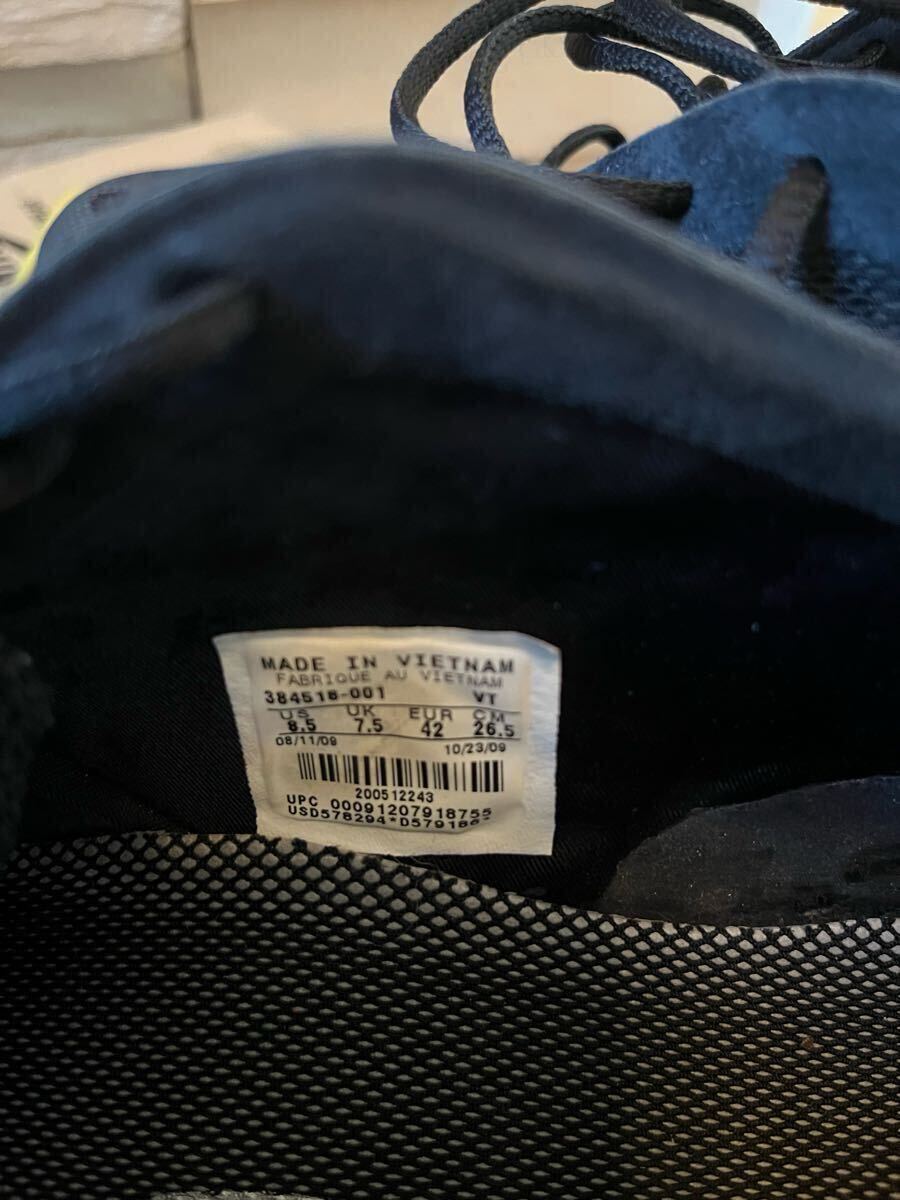 MADE IN VIETNAM
FABRIQUE AU VIETNAM
384518-001 VT
US UK EUR CM
8.5 7.5 42 26.5
08/11/09 10/23/09
200512243
UPC 00091207918755
USD578294*D579186*